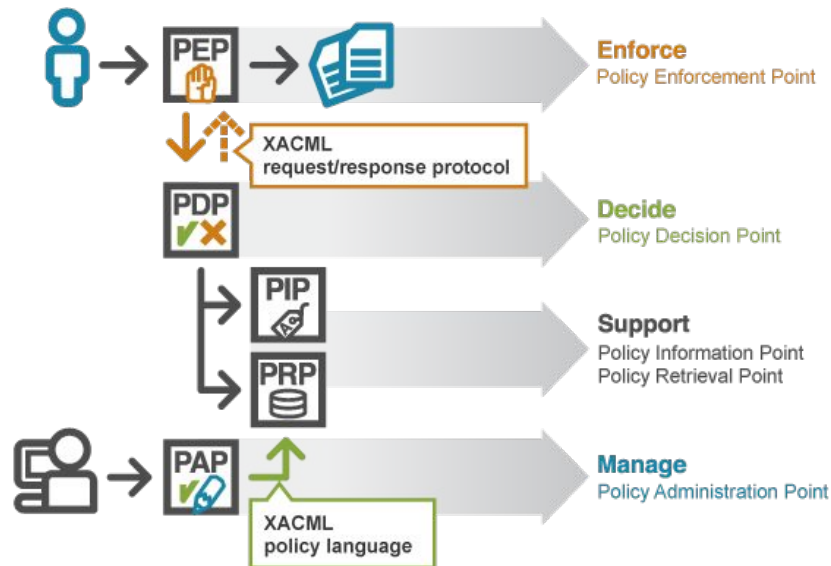 PEP
Enforce
Policy Enforcement Point
XACML
request/response protocol
PDP
Decide
Policy Decision Point
PIP
A
PRP
Support
Policy Information Point
Policy Retrieval Point
PAP
Manage
Policy Administration Point
XACML
policy language